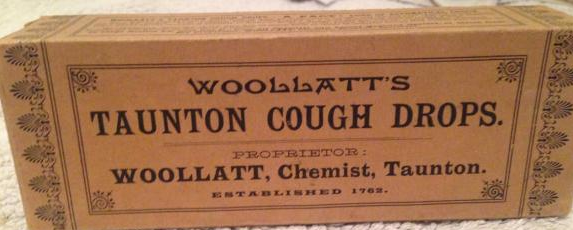 WOOLLATT'S
TAUNTON COUGH DROPS.
PROPRIETOR:
WOOLLATT, Chemist, Taunton.
ESTABLISHED 1762.